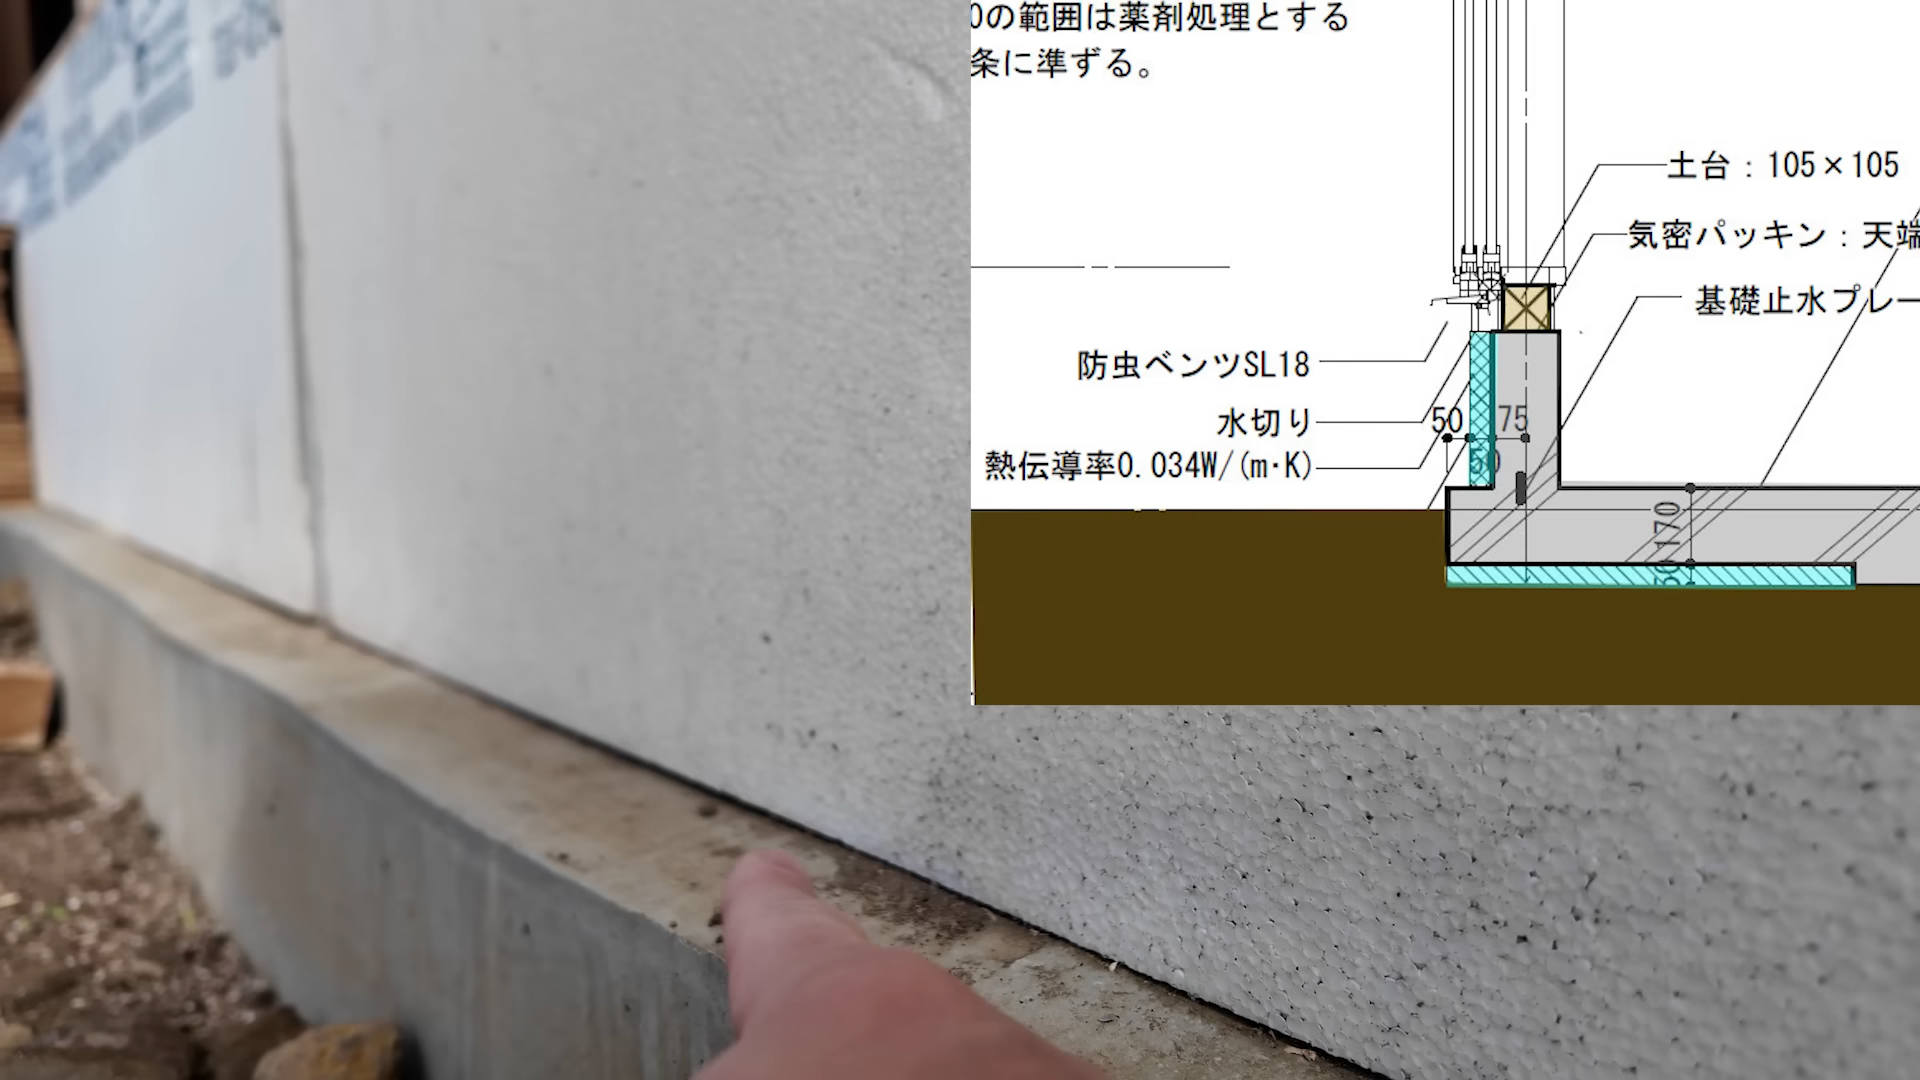 の範囲は薬剤処理とする
条に準ずる。
土台：105×105
気密パッキン：天端
基礎止水プレー
防虫ベンツSL18
水切り
50
75
熱伝導率0.034W/(m·K)
50
170
50